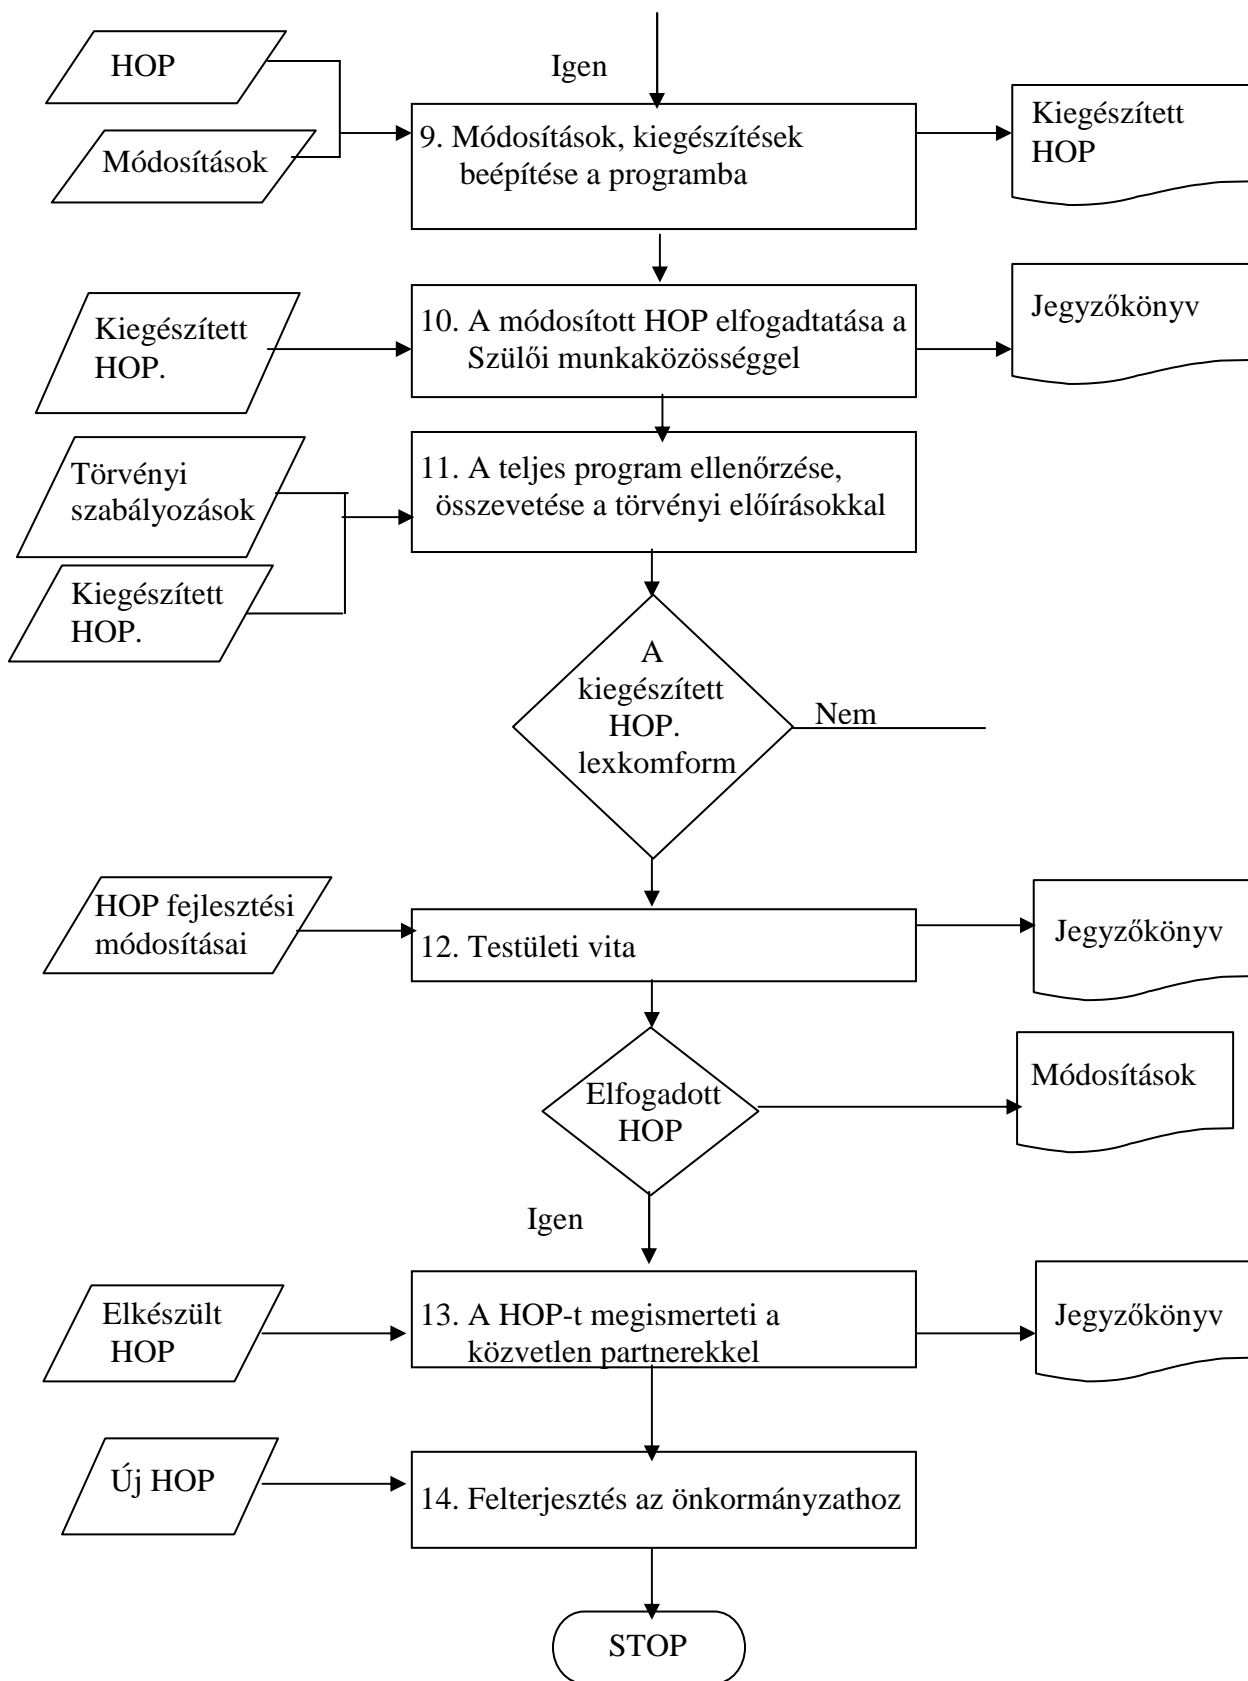 HOP
Igen
Módosítások
9. Módosítások, kiegészítések
beépítése a programba
Kiegészített
HOP
Kiegészített
HOP.
10. A módosított HOP elfogadtatása a
Szülői munkaközösséggel
Jegyzőkönyv
Törvényi
szabályozások
11. A teljes program ellenőrzése,
összevetése a törvényi előírásokkal
Kiegészített
HOP.
A
kiegészített
HOP.
lexkomform
Nem
HOP fejlesztési
módosításai
12. Testületi vita
Jegyzőkönyv
Elfogadott
HOP
Módosítások
Igen
Elkészült
HOP
13. A HOP-t megismerteti a
közvetlen partnerekkel
Jegyzőkönyv
Új HOP
14. Felterjesztés az önkormányzathoz
STOP